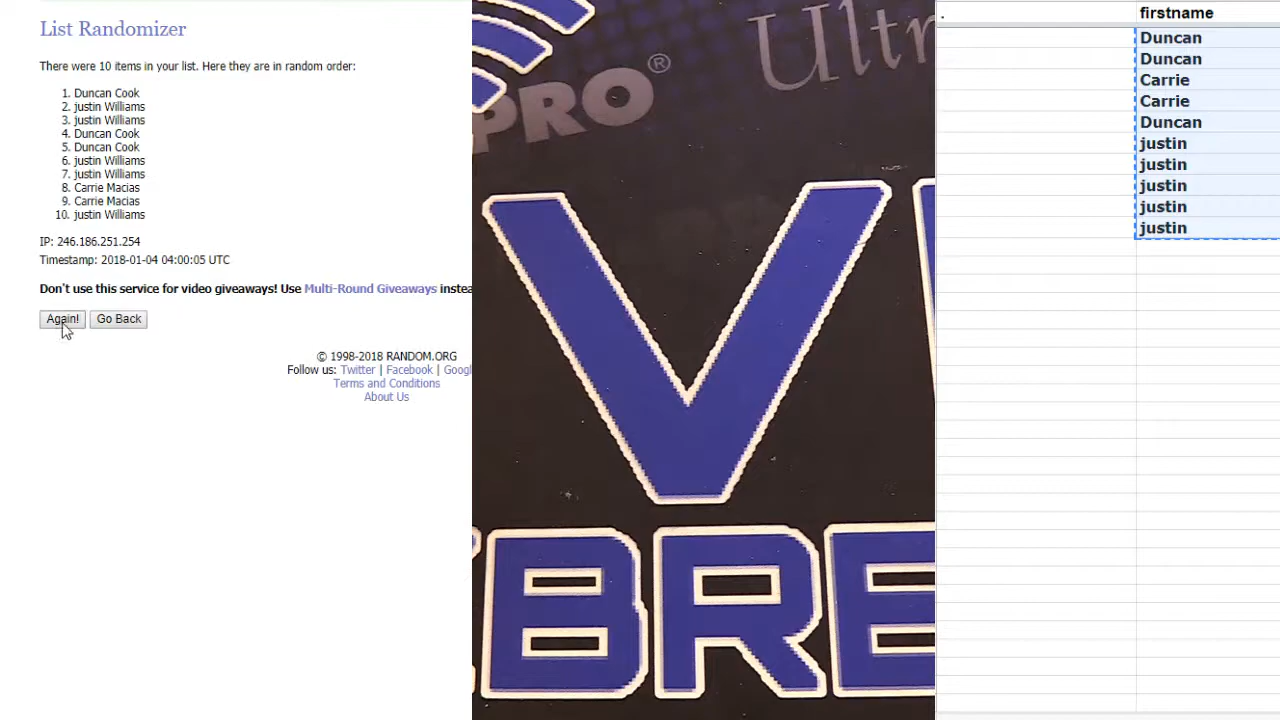 List Randomizer
There were 10 items in your list. Here they are in random order:
1. Duncan Cook
2. justin Williams
3. justin Williams
4. Duncan Cook
5. Duncan Cook
6. justin Williams
7. justin Williams
8. Carrie Macias
9. Carrie Macias
10. justin Williams
IP: 246.186.251.254
Timestamp: 2018-01-04 04:00:05 UTC
Don't use this service for video giveaways! Use Multi-Round Giveaways
Again! Go Back
© 1998-2018 RANDOM.ORG
Follow us: Twitter | Facebook |
Terms and Conditions
About Us
PRO®
V
BRE
. firstname
Duncan
Duncan
Carrie
Carrie
Duncan
justin
justin
justin
justin
justin